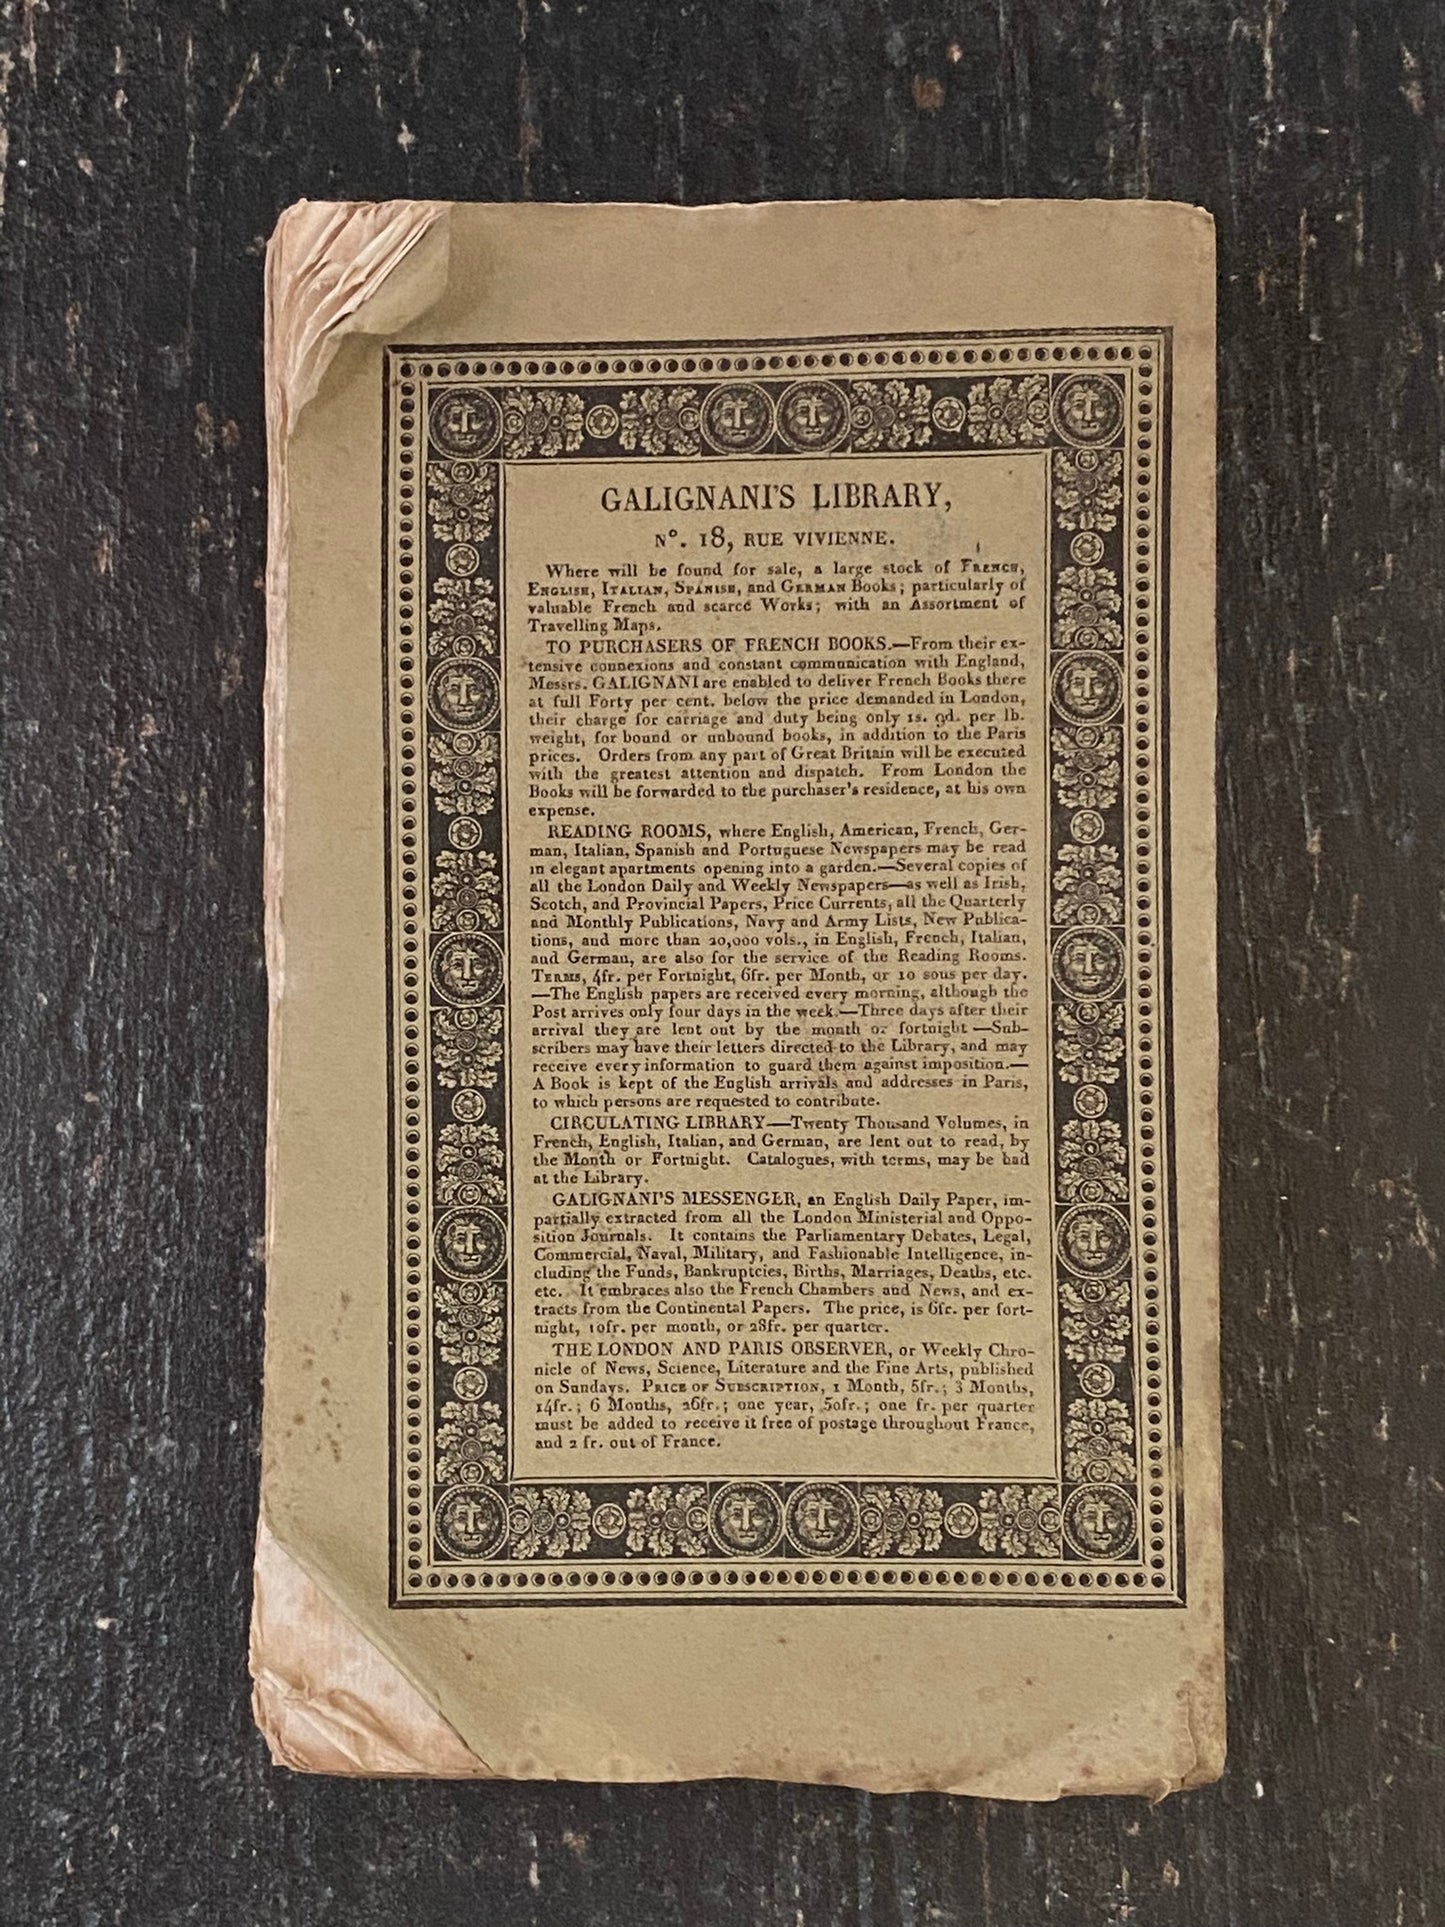 GALIGNANI'S LIBRARY,
Nº. 18, RUE VIVIENNE.
Where will be found for sale, a large stock of FRENCH,
ENGLISH, ITALIAN, SPANISH, and GERMAN Books; particularly of
valuable French and scarce Works; with an Assortment of
Travelling Maps.
TO PURCHASERS OF FRENCH BOOKS.—From their ex-
tensive connexions and constant communication with England,
Messrs. GALIGNANI are enabled to deliver French Books there
at full Forty per cent. below the price demanded in London,
their charge for carriage and duty being only 1s. 9d. per lb.
weight, for bound or unbound books, in addition to the Paris
prices. Orders from any part of Great Britain will be executed
with the greatest attention and dispatch. From London the
Books will be forwarded to the purchaser's residence, at his own
expense.
READING ROOMS, where English, American, French, Ger-
man, Italian, Spanish and Portuguese Newspapers may be read
in elegant apartments opening into a garden.—Several copies of
all the London Daily and Weekly Newspapers—as well as Irish,
Scotch, and Provincial Papers, Price Currents, all the Quarterly
and Monthly Publications, Navy and Army Lists, New Publica-
tions, and more than 20,000 vols., in English, French, Italian,
and German, are also for the service of the Reading Rooms.
TERMS, 4fr. per Fortnight, 6fr. per Month, or 10 sous per day.
—The English papers are received every morning, although the
Post arrives only four days in the week.—Three days after their
arrival they are lent out by the month or fortnight—Sub-
scribers may have their letters directed to the Library, and may
receive every information to guard them against imposition.—
A Book is kept of the English arrivals and addresses in Paris,
to which persons are requested to contribute.
CIRCULATING LIBRARY—Twenty Thousand Volumes, in
French, English, Italian, and German, are lent out to read, by
the Month or Fortnight. Catalogues, with terms, may be had
at the Library.
GALIGNANI'S MESSENGER, an English Daily Paper, im-
partially extracted from all the London Ministerial and Oppo-
sition Journals. It contains the Parliamentary Debates, Legal,
Commercial, Naval, Military, and Fashionable Intelligence, in-
cluding the Funds, Bankruptcies, Births, Marriages, Deaths, etc.
etc. It embraces also the French Chambers and News, and ex-
tracts from the Continental Papers. The price, is 6fr. per fort-
night, 10fr. per month, or 28fr. per quarter.
THE LONDON AND PARIS OBSERVER, or Weekly Chro-
nicle of News, Science, Literature and the Fine Arts, published
on Sundays. PRICE OF SUBSCRIPTION, 1 Month, 5fr.; 3 Months,
14fr.; 6 Months, 26fr.; one year, 50fr.; one fr. per quarter
must be added to receive it free of postage throughout France,
and 2 fr. out of France.